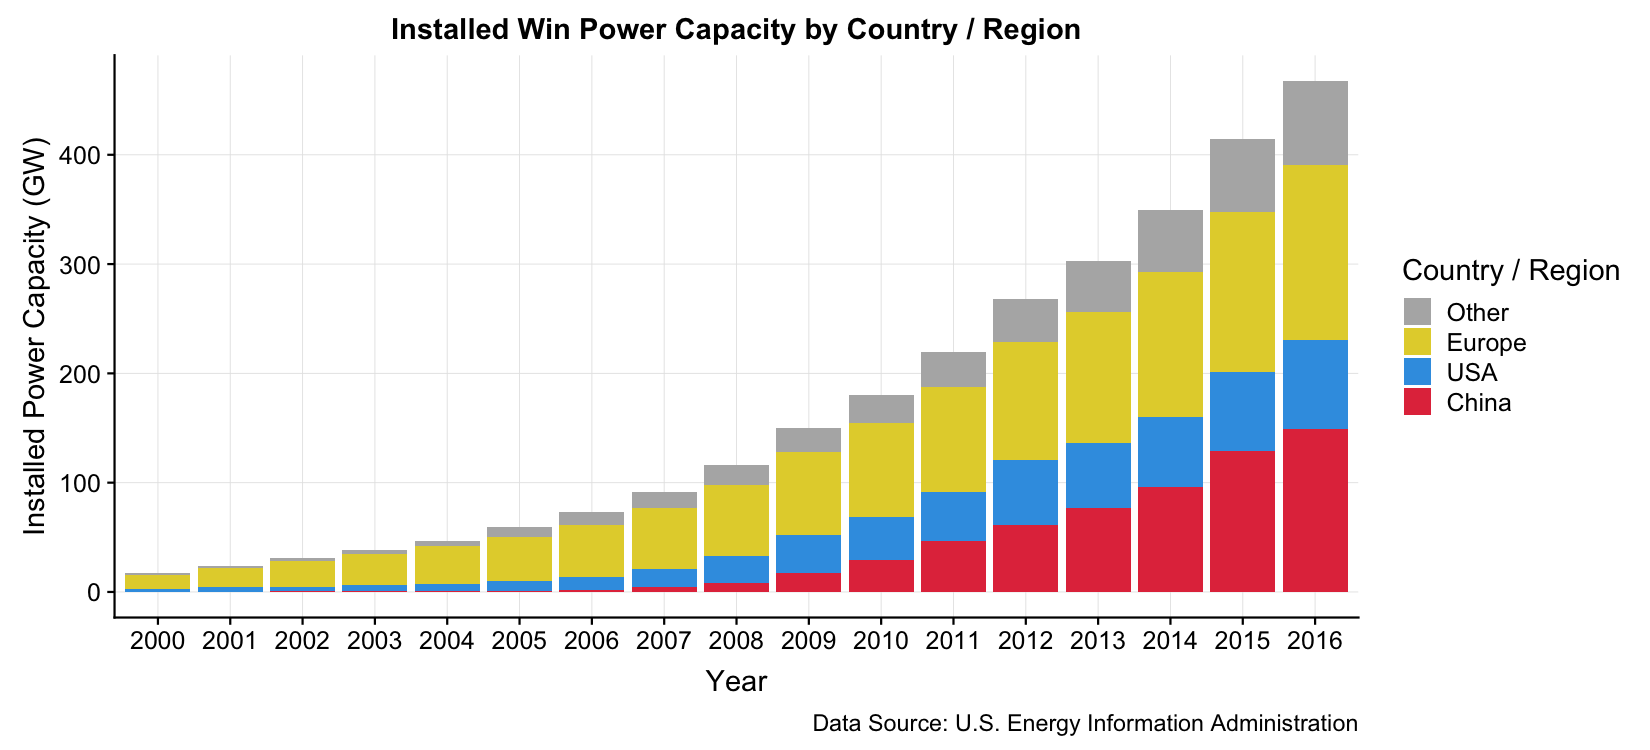 Installed Win Power Capacity by Country / Region
Installed Power Capacity (GW)
400
300
200
100
0
2000 2001 2002 2003 2004 2005 2006 2007 2008 2009 2010 2011 2012 2013 2014 2015 2016
Year
Country / Region
Other
Europe
USA
China
Data Source: U.S. Energy Information Administration